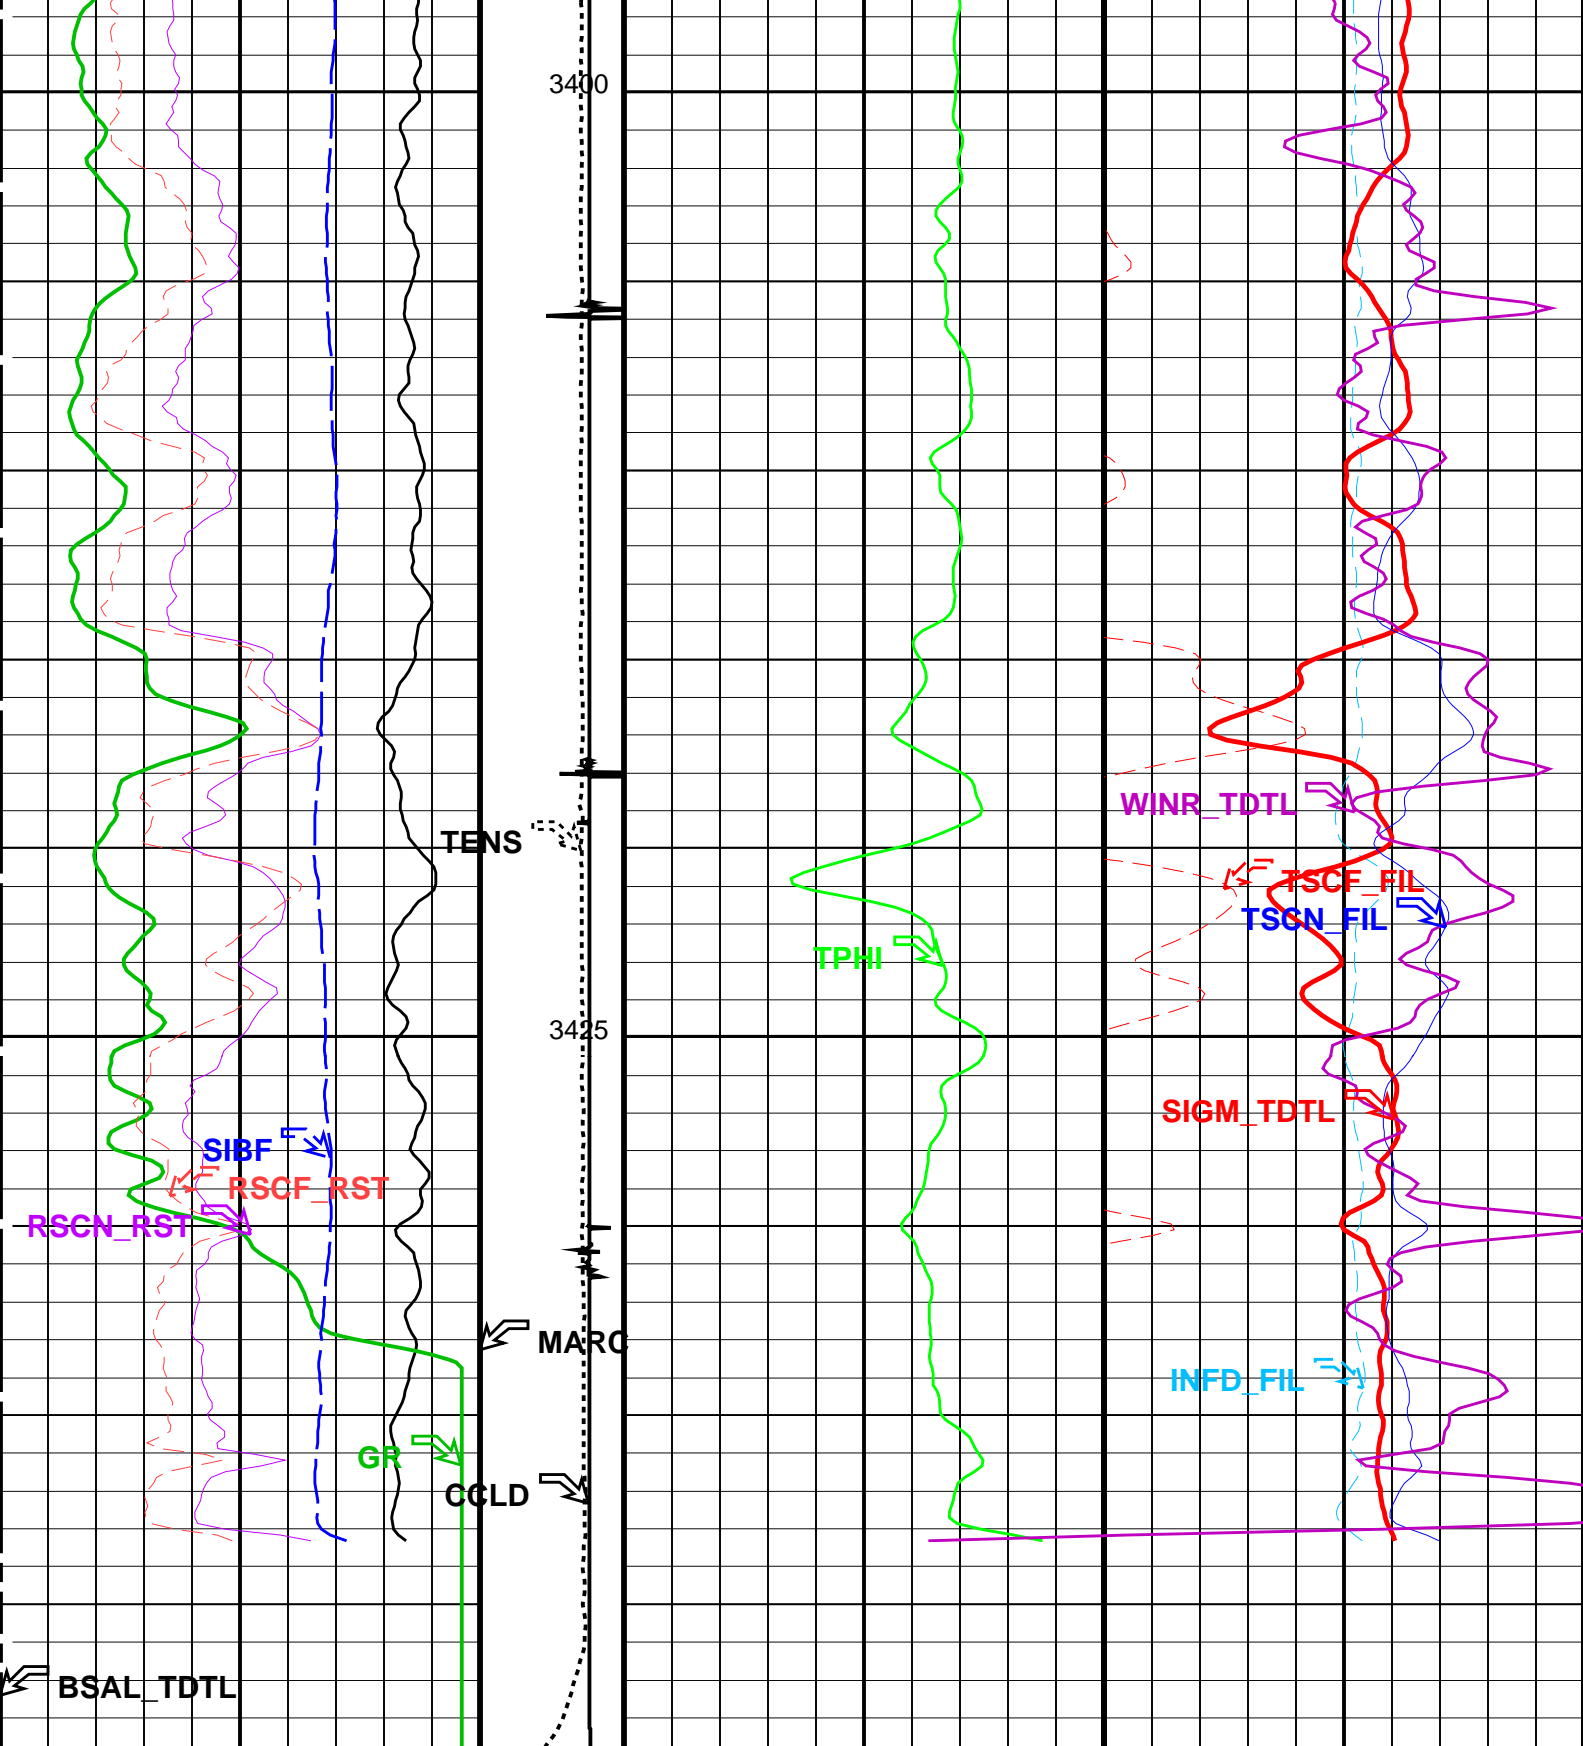 3400
WINR_TDTL
TENS
TSCF_FIL
TSCN_FIL
TPHI
3425
SIGM_TDTL
SIBF
RSCF_RST
RSCN_RST
MARC
INFD_FIL
GR
CCLD
BSAL_TDTL